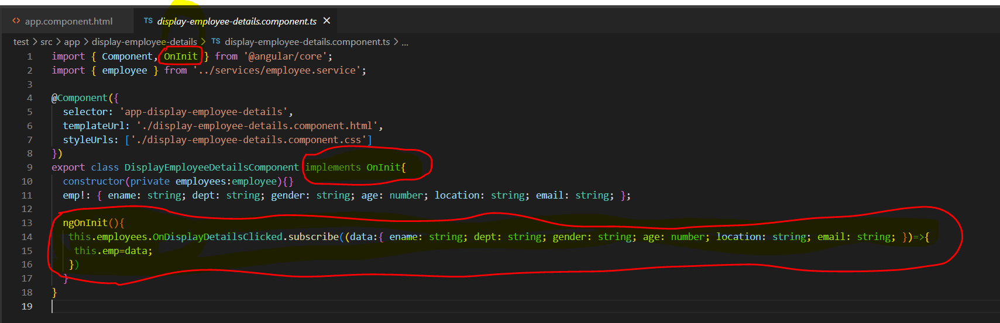 <> app.component.html TS display-employee-details.component.ts ×
test > src > app > display-employee-details > TS display-employee-details.component.ts > ...
1 import { Component, OnInit } from '@angular/core';
2 import { employee } from '../services/employee.service';
3
4 @Component({
5 selector: 'app-display-employee-details',
6 templateUrl: './display-employee-details.component.html',
7 styleUrls: ['./display-employee-details.component.css']
8 })
9 export class DisplayEmployeeDetailsComponent implements OnInit{
10 constructor(private employees:employee){}
11 emp!: { ename: string; dept: string; gender: string; age: number; location: string; email: string; };
12
13 ngOnInit(){
14 this.employees.OnDisplayDetailsClicked.subscribe((data:{ ename: string; dept: string; gender: string; age: number; location: string; email: string; })=>{
15 this.emp=data;
16 })
17 }
18 }
19